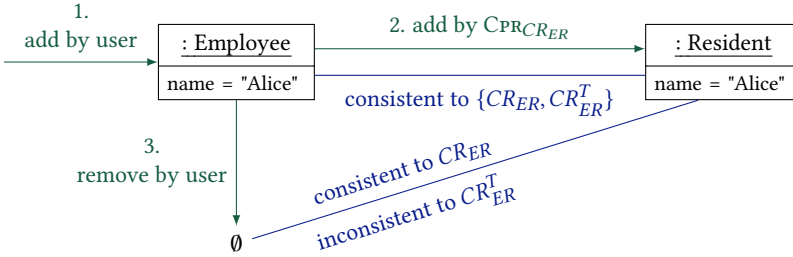 1.
add by user
: Employee
name = "Alice"
2. add by CPR_{CR_{ER}}
: Resident
name = "Alice"
consistent to {CR_{ER}, CR_{ER}^T}
3.
remove by user
consistent to CR_{ER}
inconsistent to CR_{ER}^T
∅